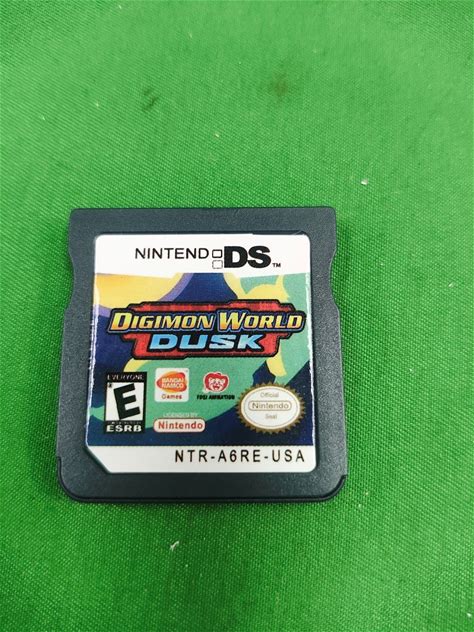 NINTENDO DS™
DIGIMON WORLD
DUSK
EVERYONE
E
ESRB
BANDAI
NAMCO
Games
TOEI ANIMATION
LICENSED BY
Nintendo
Official
Nintendo
Seal
NTR-A6RE-USA